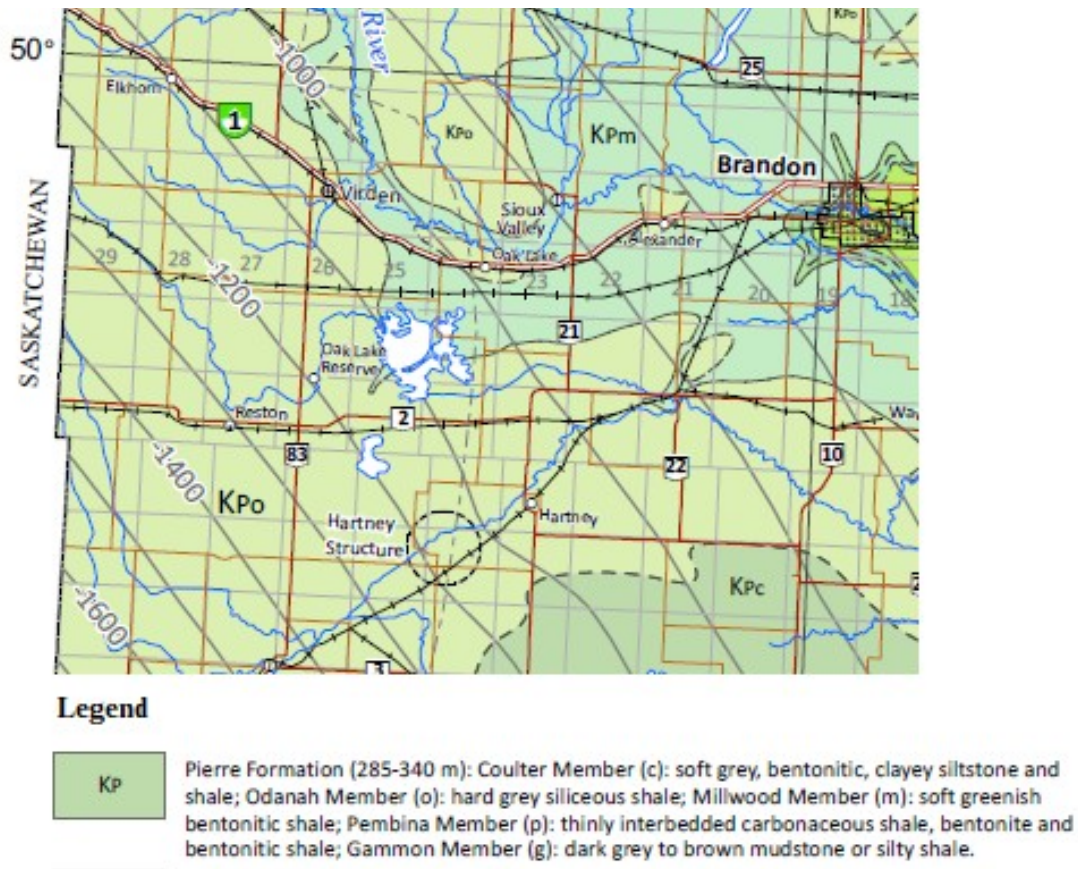 50°
SASKATCHEWAN
River
-1000
25
KPo
Elkhorn
1
KPo
KPm
Brandon
Virden
Sioux
Valley
Alexander
Oak Lake
29
28
27
26
25
23
22
21
20
19
18
-1200
21
Oak Lake
Reserve
Reston
2
83
22
10
-1400
KPo
Hartney
Hartney
Structure
KPc
-1600
3
2
Legend
KP
Pierre Formation (285-340 m): Coulter Member (c): soft grey, bentonitic, clayey siltstone and
shale; Odanah Member (o): hard grey siliceous shale; Millwood Member (m): soft greenish
bentonitic shale; Pembina Member (p): thinly interbedded carbonaceous shale, bentonite and
bentonitic shale; Gammon Member (g): dark grey to brown mudstone or silty shale.